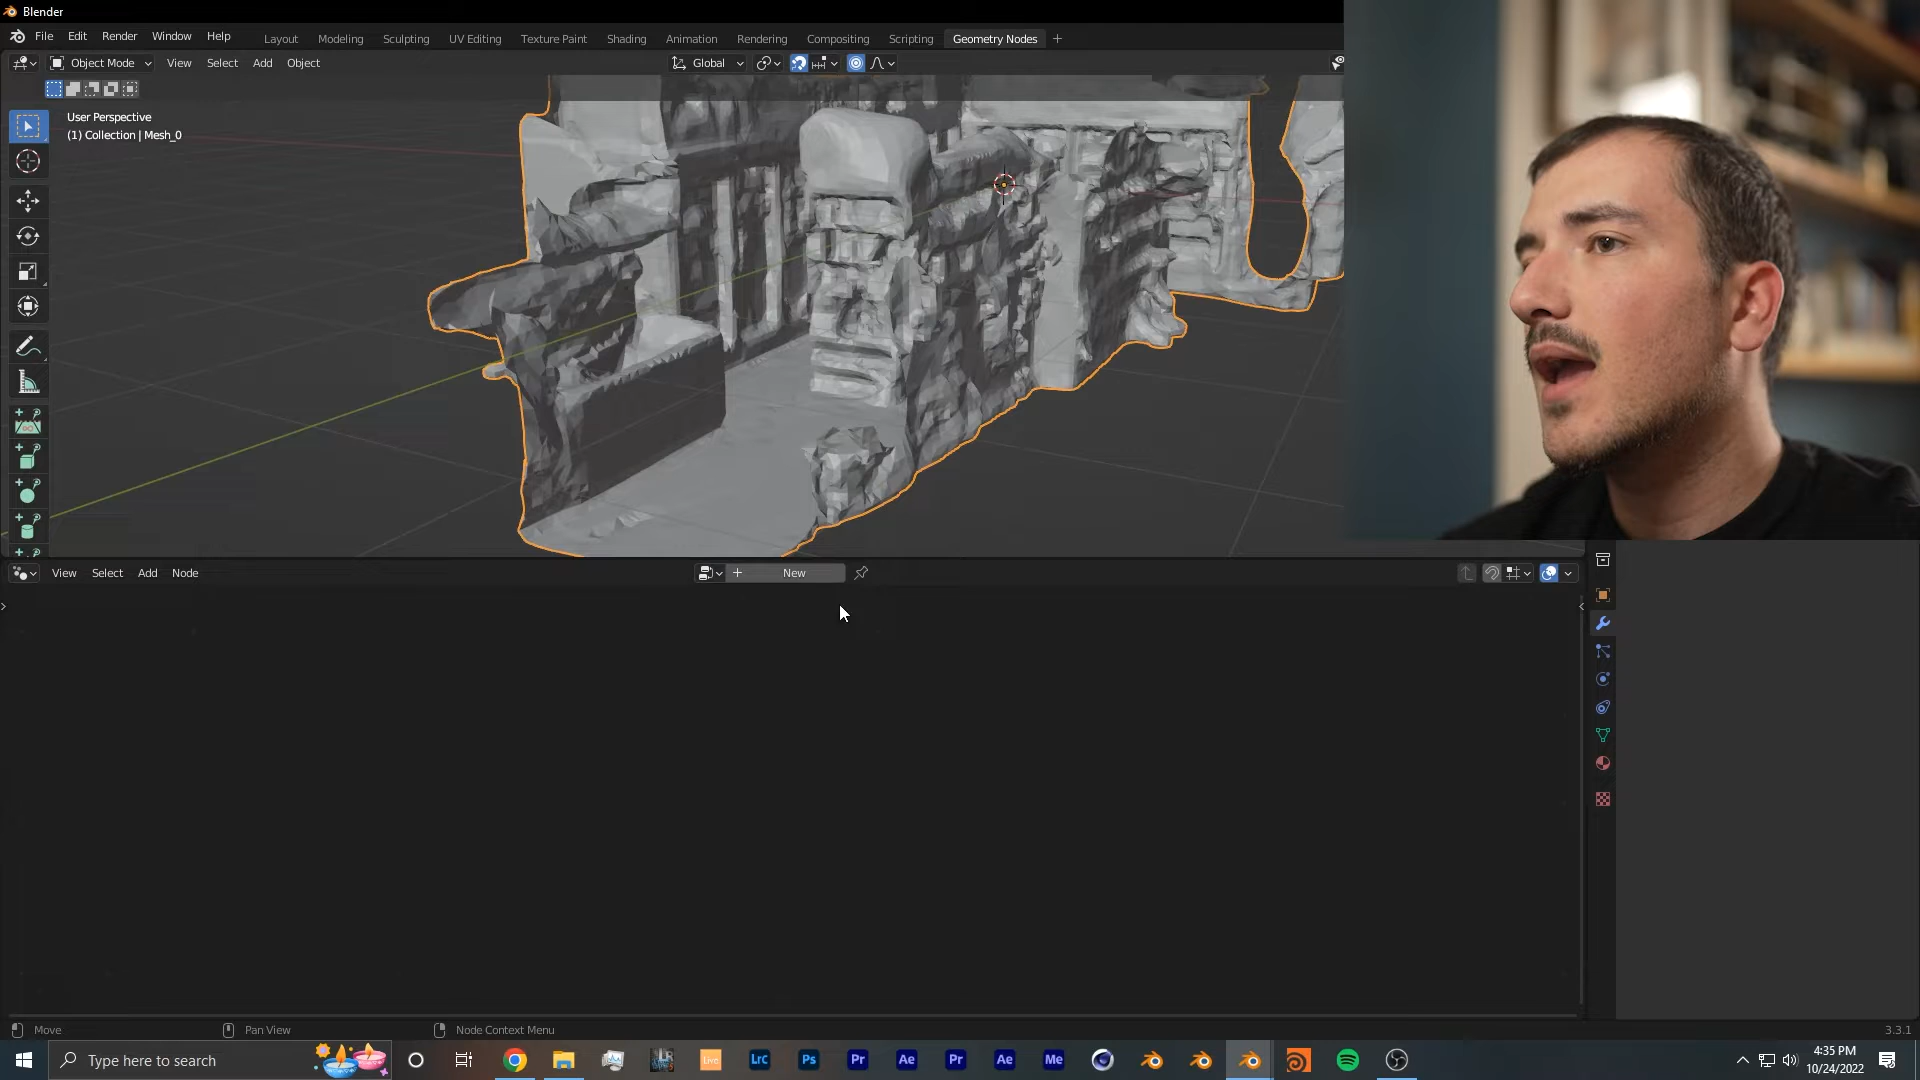 Blender
File Edit Render Window Help
Layout Modeling Sculpting UV Editing Texture Paint Shading Animation Rendering Compositing Scripting Geometry Nodes
Object Mode View Select Add Object
Global
User Perspective
(1) Collection | Mesh_0
View Select Add Node
New
Move
Pan View
Node Context Menu
3.3.1
Type here to search
Live
Lrc
Ps
Pr
Ae
Pr
Ae
Me
4:35 PM
10/24/2022